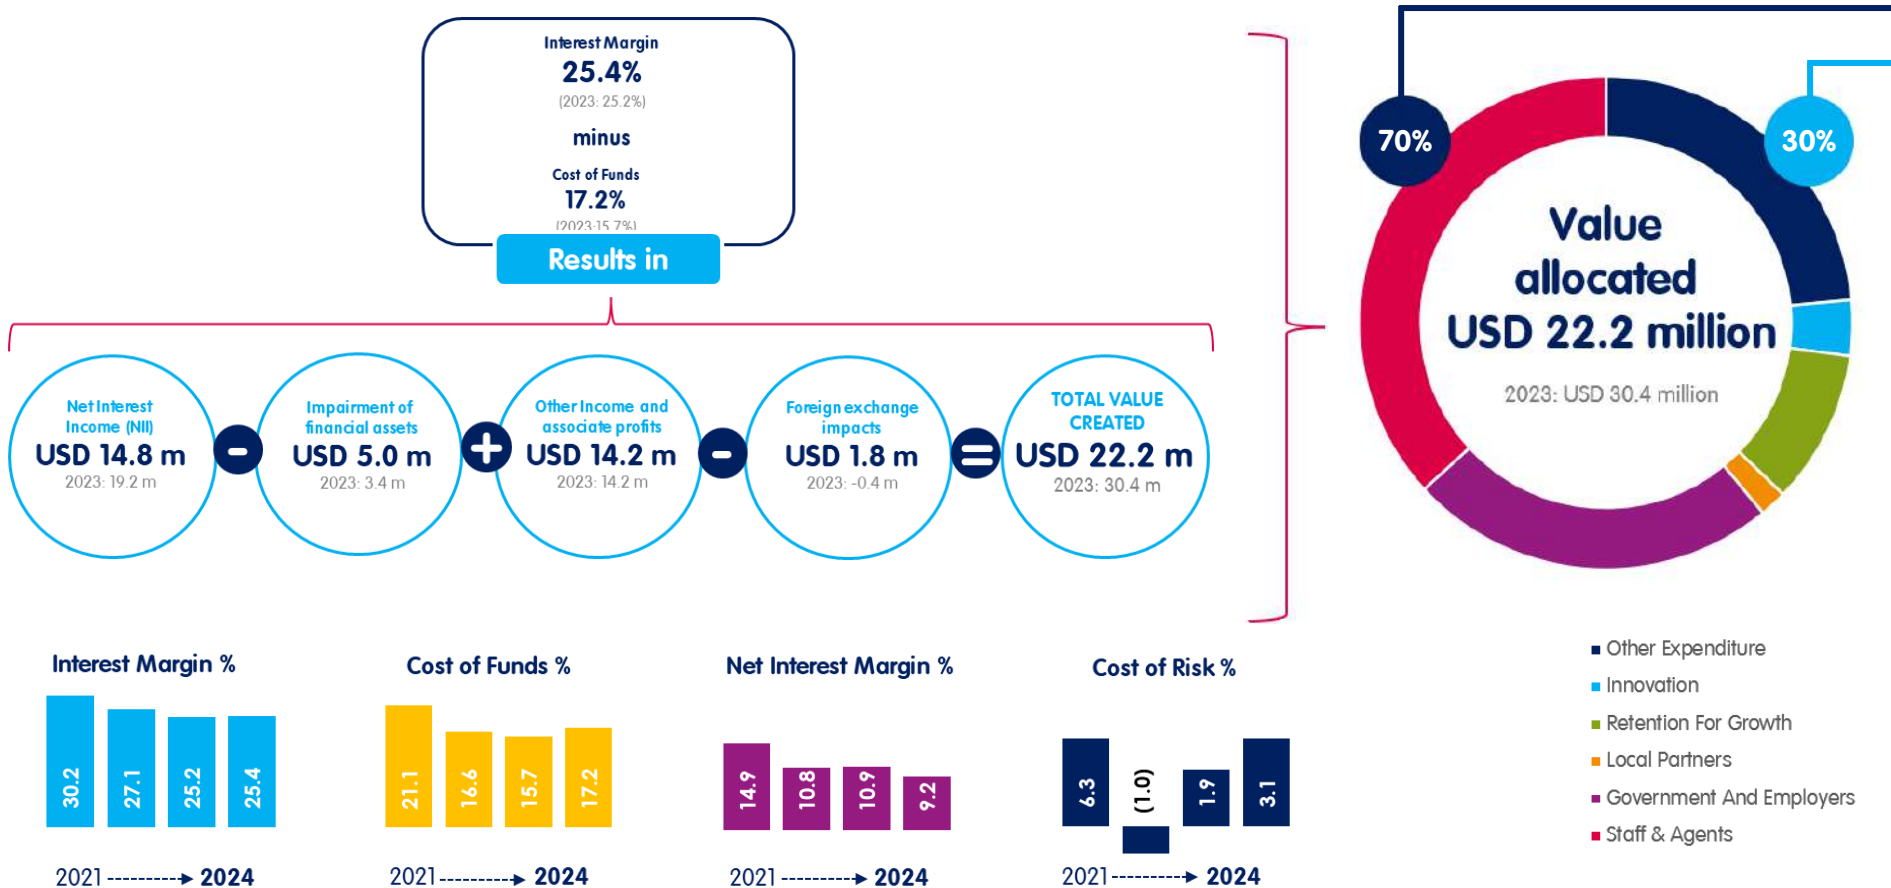 Interest Margin
25.4%
(2023: 25.2%)
minus
Cost of Funds
17.2%
(2023:15.7%)
Results in
Net Interest
Income (NII)
USD 14.8 m
2023: 19.2 m
-
Impairment of
financial assets
USD 5.0 m
2023: 3.4 m
+
Other Income and
associate profits
USD 14.2 m
2023: 14.2 m
-
Foreign exchange
impacts
USD 1.8 m
2023: -0.4 m
=
TOTAL VALUE
CREATED
USD 22.2 m
2023: 30.4 m
70%
30%
Value
allocated
USD 22.2 million
2023: USD 30.4 million
Other Expenditure
Innovation
Retention For Growth
Local Partners
Government And Employers
Staff & Agents
Interest Margin %
30.2
27.1
25.2
25.4
2021
2024
Cost of Funds %
21.1
16.6
15.7
17.2
2021
2024
Net Interest Margin %
14.9
10.8
10.9
9.2
2021
2024
Cost of Risk %
6.3
(1.0)
1.9
3.1
2021
2024